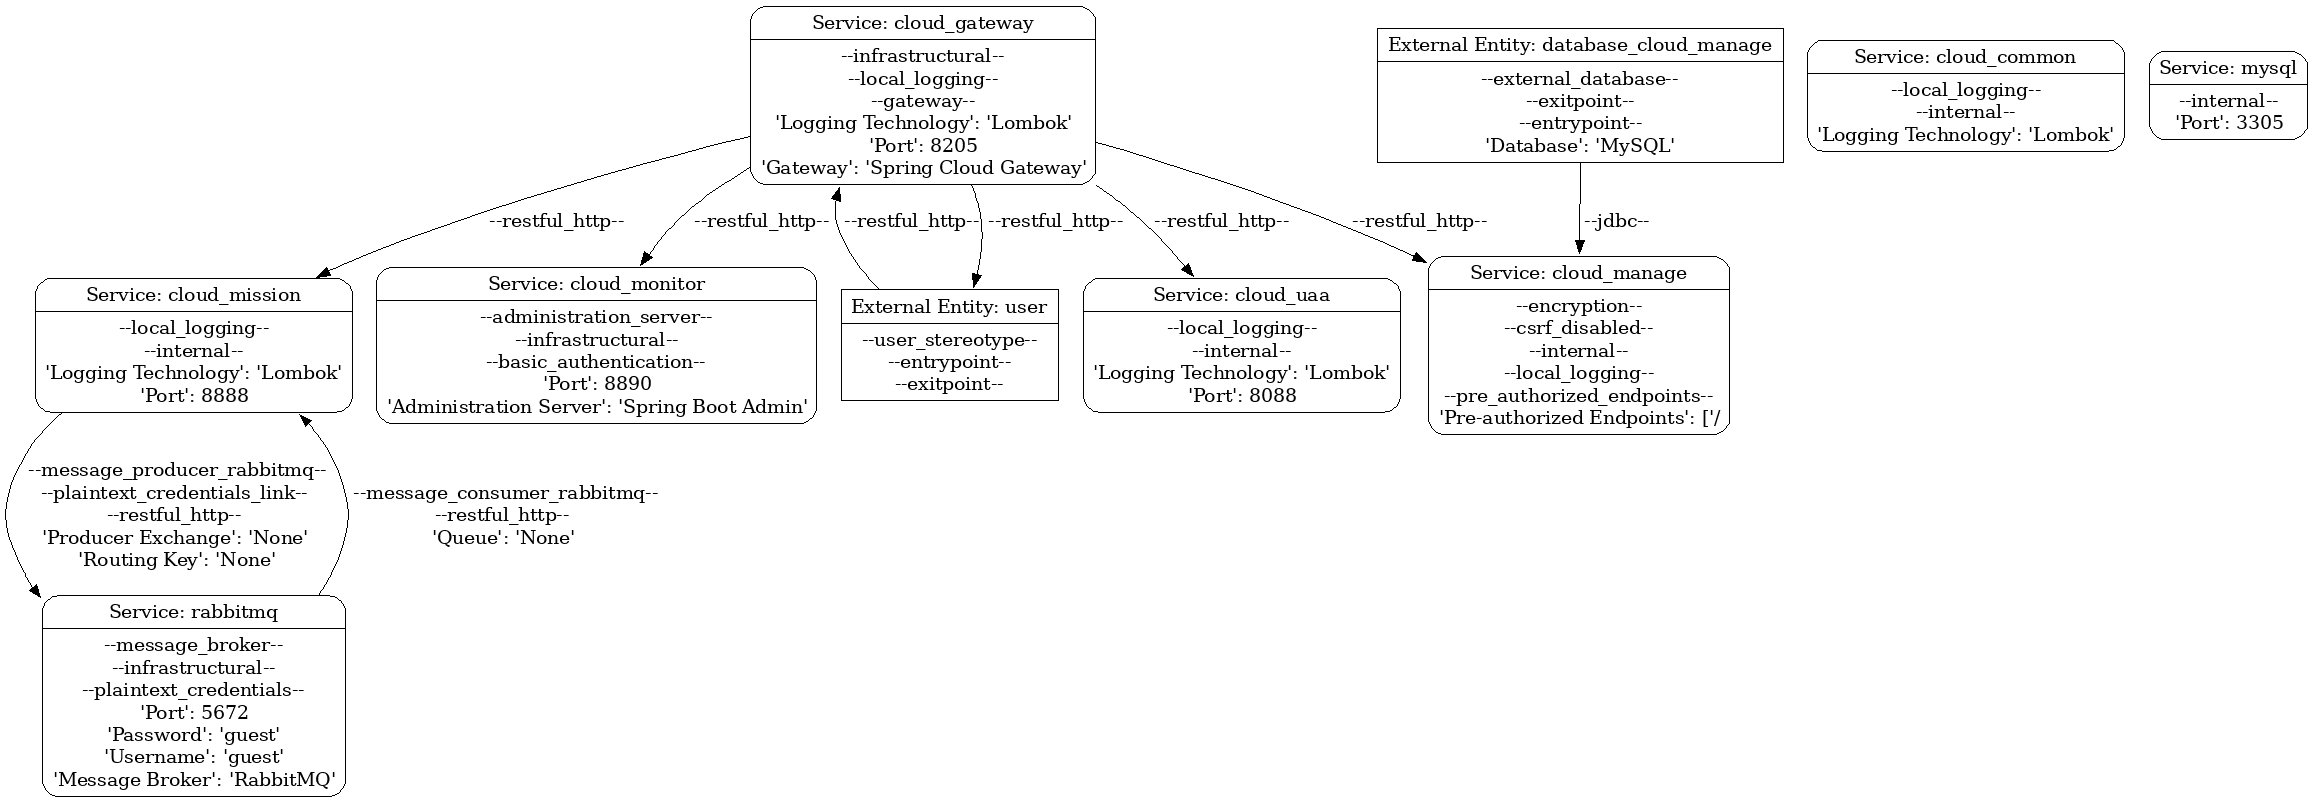 Service: cloud_gateway
--infrastructural--
--local_logging--
--gateway--
'Logging Technology': 'Lombok'
'Port': 8205
'Gateway': 'Spring Cloud Gateway'
External Entity: database_cloud_manage
--external_database--
--exitpoint--
--entrypoint--
'Database': 'MySQL'
Service: cloud_common
--local_logging--
--internal--
'Logging Technology': 'Lombok'
Service: mysql
--internal--
'Port': 3305
--restful_http--
--restful_http--
--restful_http--
--restful_http--
--restful_http--
--restful_http--
--jdbc--
Service: cloud_mission
--local_logging--
--internal--
'Logging Technology': 'Lombok'
'Port': 8888
Service: cloud_monitor
--administration_server--
--infrastructural--
--basic_authentication--
'Port': 8890
'Administration Server': 'Spring Boot Admin'
External Entity: user
--user_stereotype--
--entrypoint--
--exitpoint--
Service: cloud_uaa
--local_logging--
--internal--
'Logging Technology': 'Lombok'
'Port': 8088
Service: cloud_manage
--encryption--
--csrf_disabled--
--internal--
--local_logging--
--pre_authorized_endpoints--
'Pre-authorized Endpoints': ['/
--message_producer_rabbitmq--
--plaintext_credentials_link--
--restful_http--
'Producer Exchange': 'None'
'Routing Key': 'None'
--message_consumer_rabbitmq--
--restful_http--
'Queue': 'None'
Service: rabbitmq
--message_broker--
--infrastructural--
--plaintext_credentials--
'Port': 5672
'Password': 'guest'
'Username': 'guest'
'Message Broker': 'RabbitMQ'